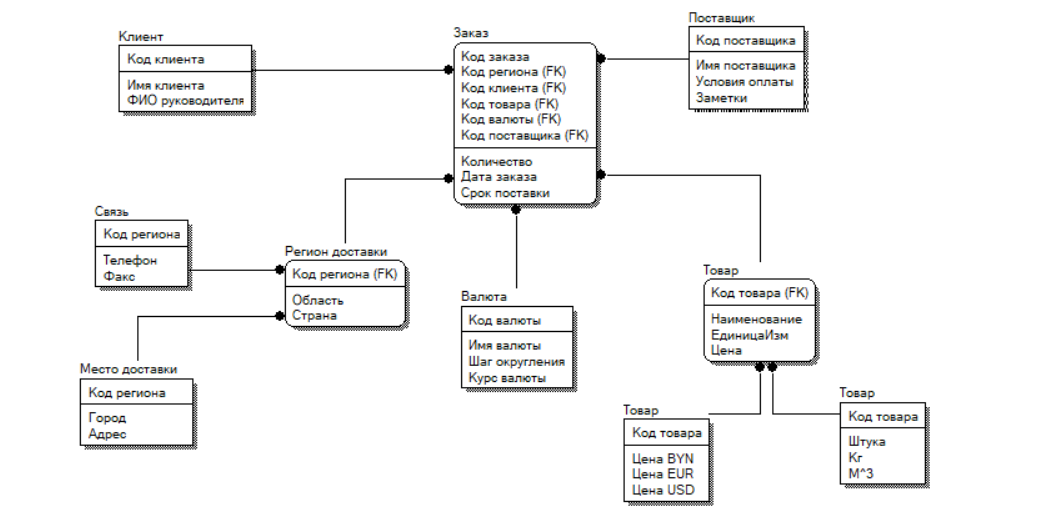 Клиент
Код клиента
Имя клиента
ФИО руководителя
Заказ
Код заказа
Код региона (FK)
Код клиента (FK)
Код товара (FK)
Код валюты (FK)
Код поставщика (FK)
Количество
Дата заказа
Срок поставки
Поставщик
Код поставщика
Имя поставщика
Условия оплаты
Заметки
Связь
Код региона
Телефон
Факс
Регион доставки
Код региона (FK)
Область
Страна
Место доставки
Код региона
Город
Адрес
Валюта
Код валюты
Имя валюты
Шаг округления
Курс валюты
Товар
Код товара (FK)
Наименование
ЕдиницаИзм
Цена
Товар
Код товара
Цена BYN
Цена EUR
Цена USD
Товар
Код товара
Штука
Кг
М^3